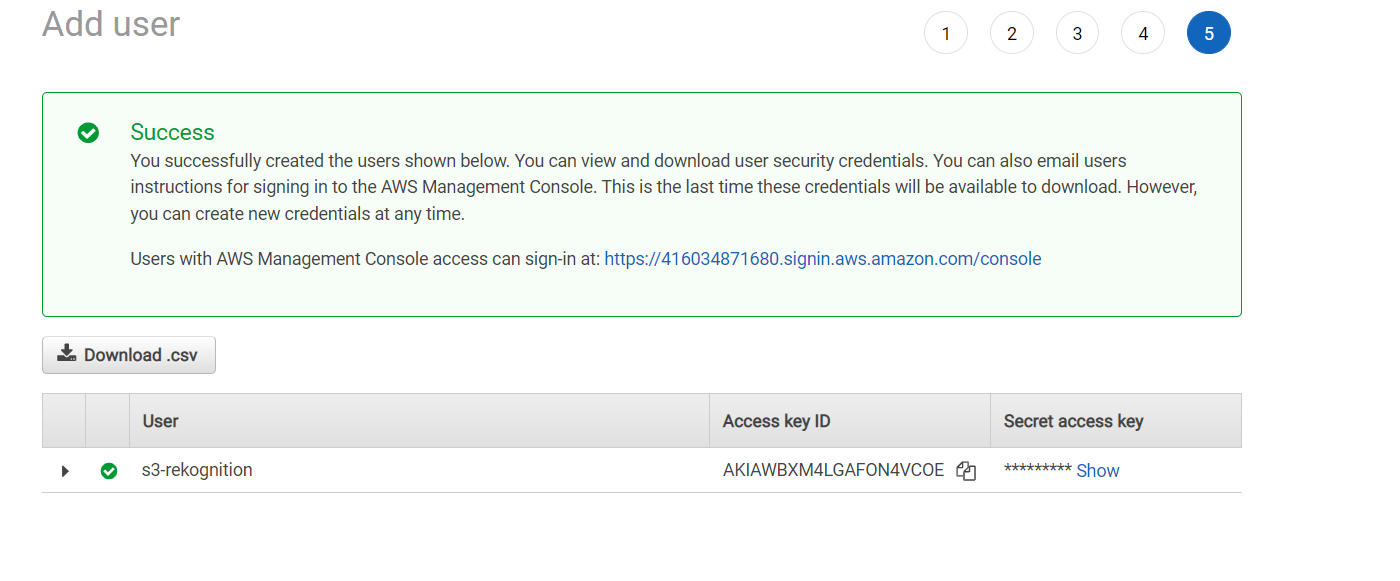 Add user
1 2 3 4 5
Success
You successfully created the users shown below. You can view and download user security credentials. You can also email users
instructions for signing in to the AWS Management Console. This is the last time these credentials will be available to download. However,
you can create new credentials at any time.
Users with AWS Management Console access can sign-in at: https://416034871680.signin.aws.amazon.com/console
Download .csv
User Access key ID Secret access key
s3-rekognition AKIAWBXM4LGAFON4VCOE ********* Show